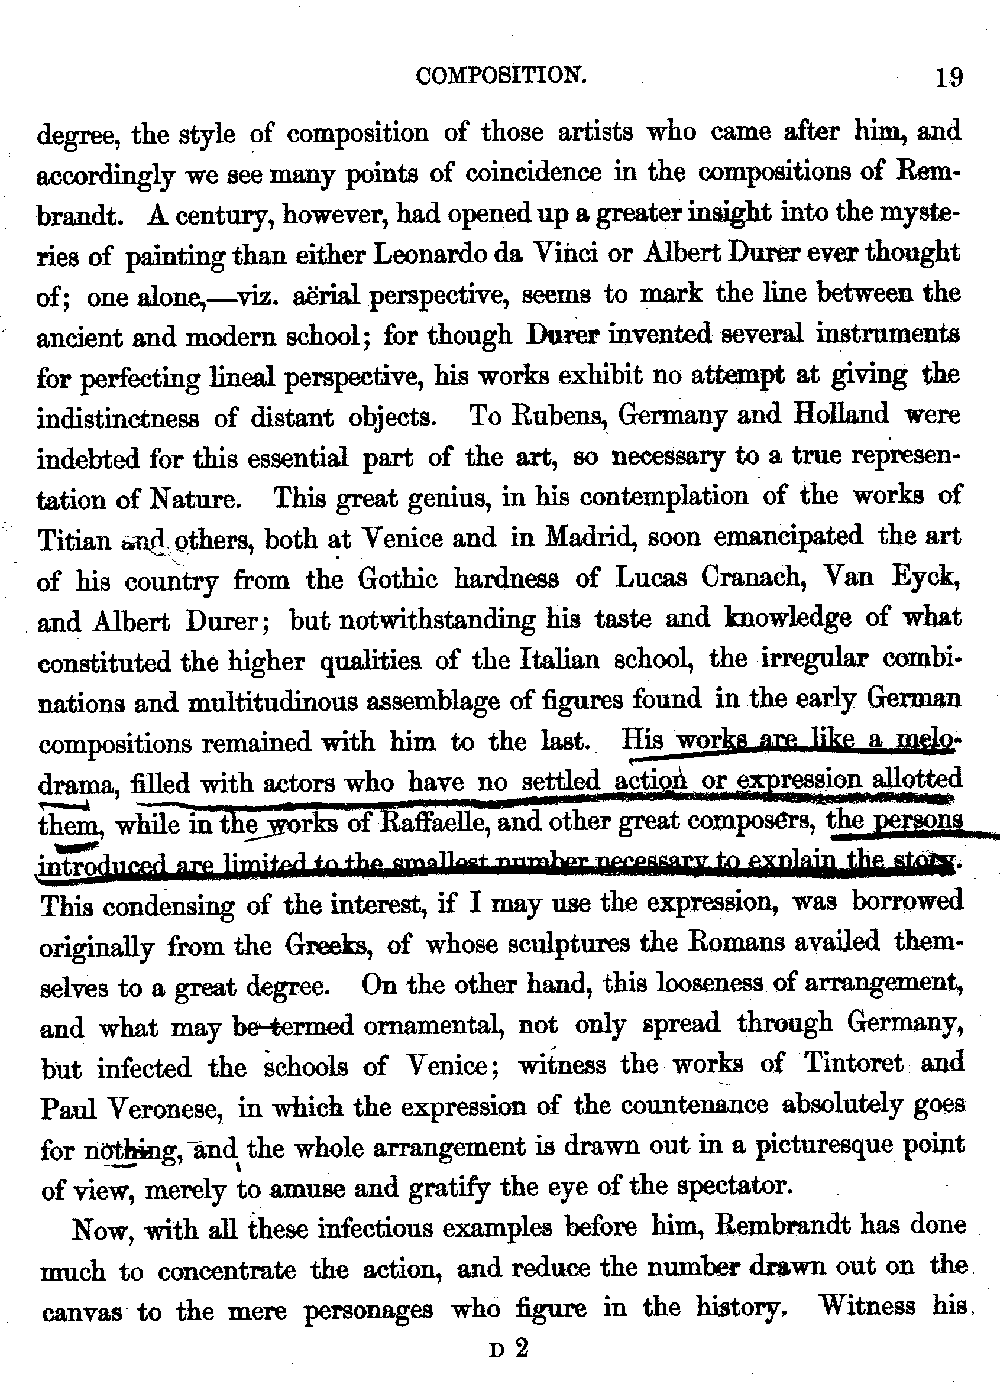 COMPOSITION. 19
degree, the style of composition of those artists who came after him, and
accordingly we see many points of coincidence in the compositions of Rem-
brandt. A century, however, had opened up a greater insight into the myste-
ries of painting than either Leonardo da Vinci or Albert Durer ever thought
of; one alone,—viz. aërial perspective, seems to mark the line between the
ancient and modern school; for though Durer invented several instruments
for perfecting lineal perspective, his works exhibit no attempt at giving the
indistinctness of distant objects. To Rubens, Germany and Holland were
indebted for this essential part of the art, so necessary to a true represen-
tation of Nature. This great genius, in his contemplation of the works of
Titian and others, both at Venice and in Madrid, soon emancipated the art
of his country from the Gothic hardness of Lucas Cranach, Van Eyck,
and Albert Durer; but notwithstanding his taste and knowledge of what
constituted the higher qualities of the Italian school, the irregular combi-
nations and multitudinous assemblage of figures found in the early German
compositions remained with him to the last. His works are like a melo-
drama, filled with actors who have no settled action or expression allotted
them, while in the works of Raffaelle, and other great composers, the persons
introduced are limited to the smallest number necessary to explain the story.
This condensing of the interest, if I may use the expression, was borrowed
originally from the Greeks, of whose sculptures the Romans availed them-
selves to a great degree. On the other hand, this looseness of arrangement,
and what may be termed ornamental, not only spread through Germany,
but infected the schools of Venice; witness the works of Tintoret and
Paul Veronese, in which the expression of the countenance absolutely goes
for nothing, and the whole arrangement is drawn out in a picturesque point
of view, merely to amuse and gratify the eye of the spectator.
Now, with all these infectious examples before him, Rembrandt has done
much to concentrate the action, and reduce the number drawn out on the
canvas to the mere personages who figure in the history. Witness his
D 2